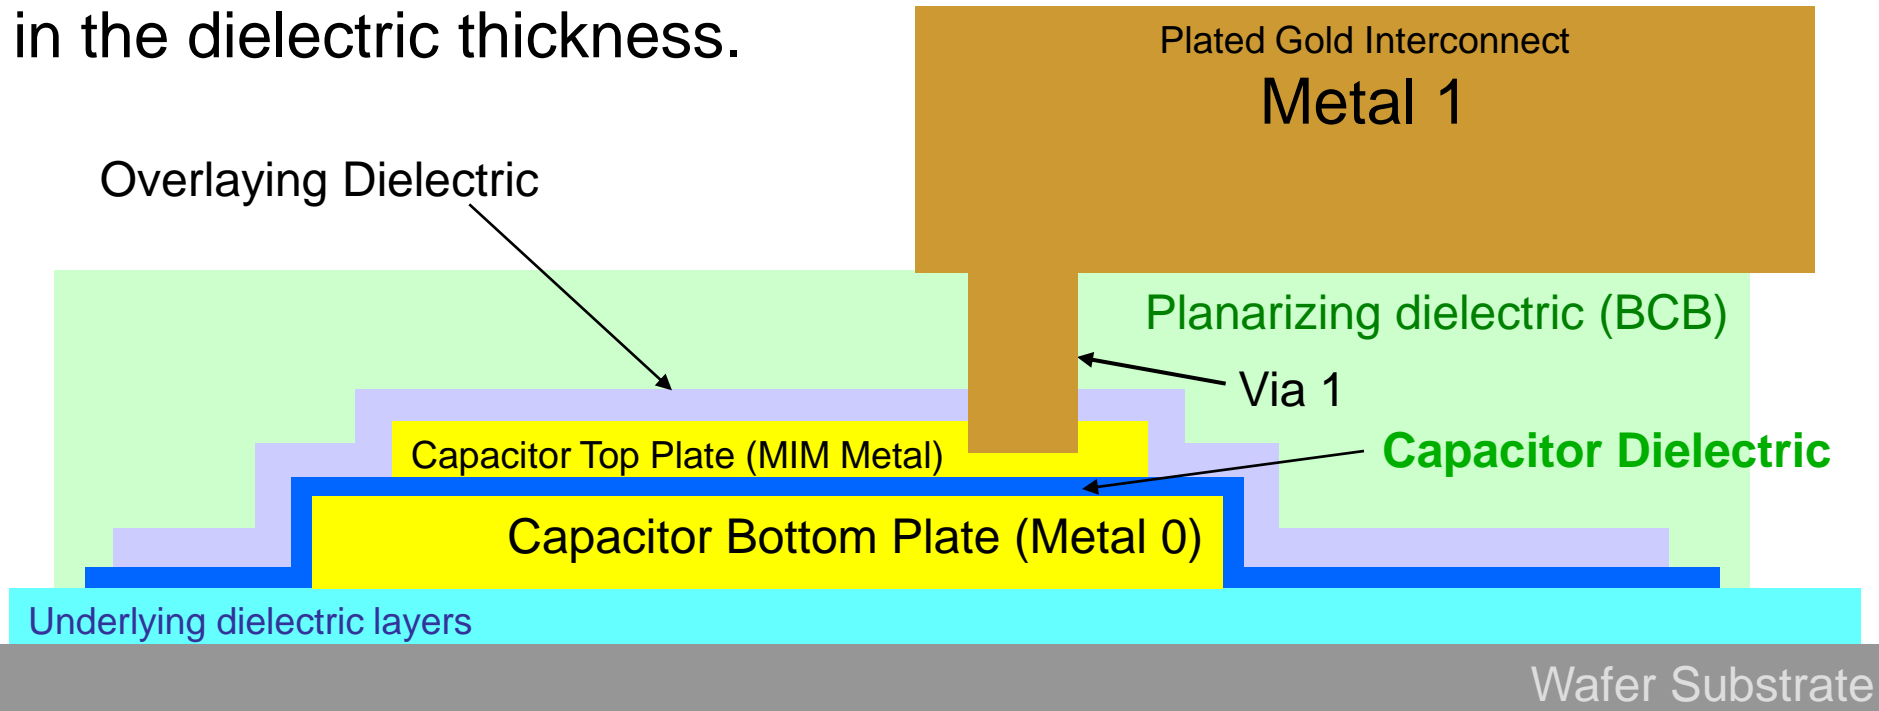 in the dielectric thickness.
Plated Gold Interconnect
Metal 1
Overlaying Dielectric
Planarizing dielectric (BCB)
Via 1
Capacitor Top Plate (MIM Metal)
Capacitor Dielectric
Capacitor Bottom Plate (Metal 0)
Underlying dielectric layers
Wafer Substrate